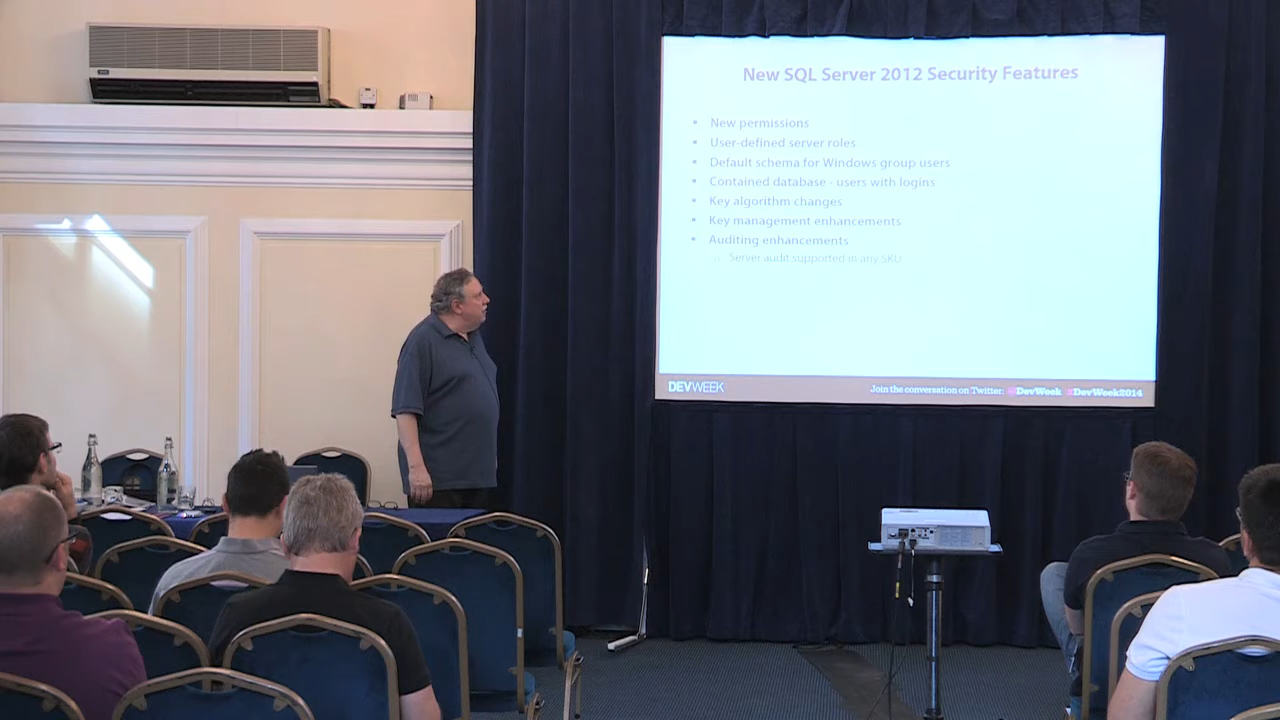 New SQL Server 2012 Security Features
▪ New permissions
▪ User-defined server roles
▪ Default schema for Windows group users
▪ Contained database - users with logins
▪ Key algorithm changes
▪ Key management enhancements
▪ Auditing enhancements
Server audit supported in any SKU
DEVWEEK
Join the conversation on Twitter: @DevWeek #DevWeek2014